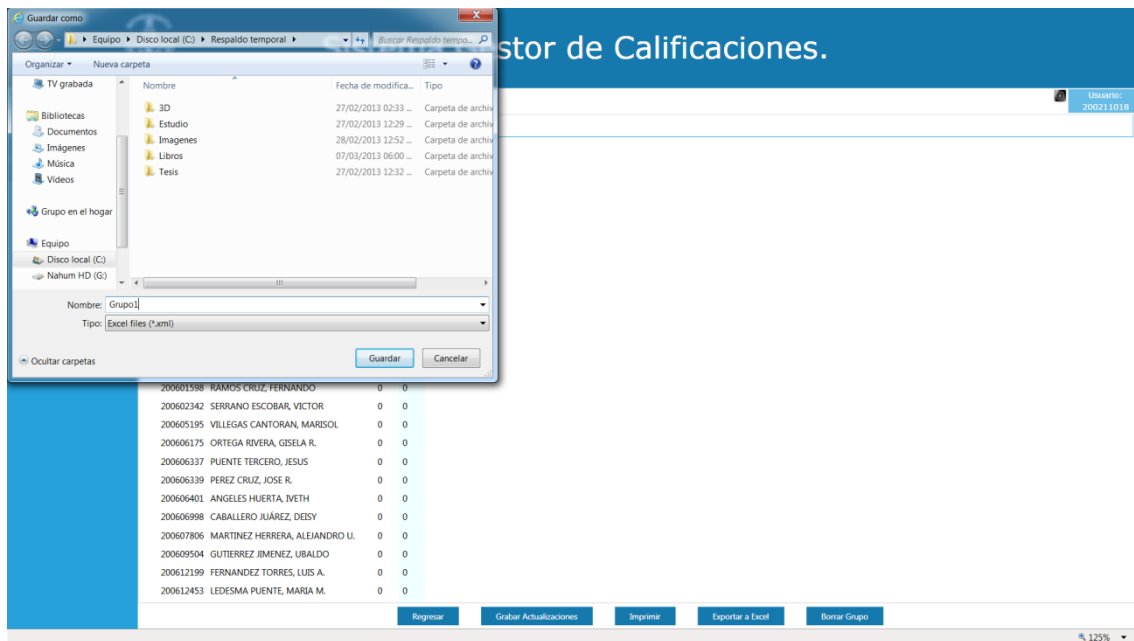 Guardar como
Equipo ▸ Disco local (C:) ▸ Respaldo temporal ▸
Buscar Respaldo tempo...
stor de Calificaciones.
Organizar
Nueva carpeta
TV grabada
Bibliotecas
Documentos
Imágenes
Música
Vídeos
Grupo en el hogar
Equipo
Disco local (C:)
Nahum HD (G:)
Nombre Fecha de modifica... Tipo
3D 27/02/2013 02:33 ... Carpeta de archiv
Estudio 27/02/2013 12:29 ... Carpeta de archiv
Imagenes 28/02/2013 12:52 ... Carpeta de archiv
Libros 07/03/2013 06:00 ... Carpeta de archiv
Tesis 27/02/2013 12:32 ... Carpeta de archiv
Nombre: Grupo1
Tipo: Excel files (*.xml)
Ocultar carpetas
Guardar
Cancelar
Usuario:
200211018
200601598 RAMOS CRUZ, FERNANDO 0 0
200602342 SERRANO ESCOBAR, VICTOR 0 0
200605195 VILLEGAS CANTORAN, MARISOL 0 0
200606175 ORTEGA RIVERA, GISELA R. 0 0
200606337 PUENTE TERCERO, JESUS 0 0
200606339 PEREZ CRUZ, JOSE R. 0 0
200606401 ANGELES HUERTA, IVETH 0 0
200606998 CABALLERO JUÁREZ, DEISY 0 0
200607806 MARTINEZ HERRERA, ALEJANDRO U. 0 0
200609504 GUTIERREZ JIMENEZ, UBALDO 0 0
200612199 FERNANDEZ TORRES, LUIS A. 0 0
200612453 LEDESMA PUENTE, MARIA M. 0 0
Regresar
Grabar Actualizaciones
Imprimir
Exportar a Excel
Borrar Grupo
125%